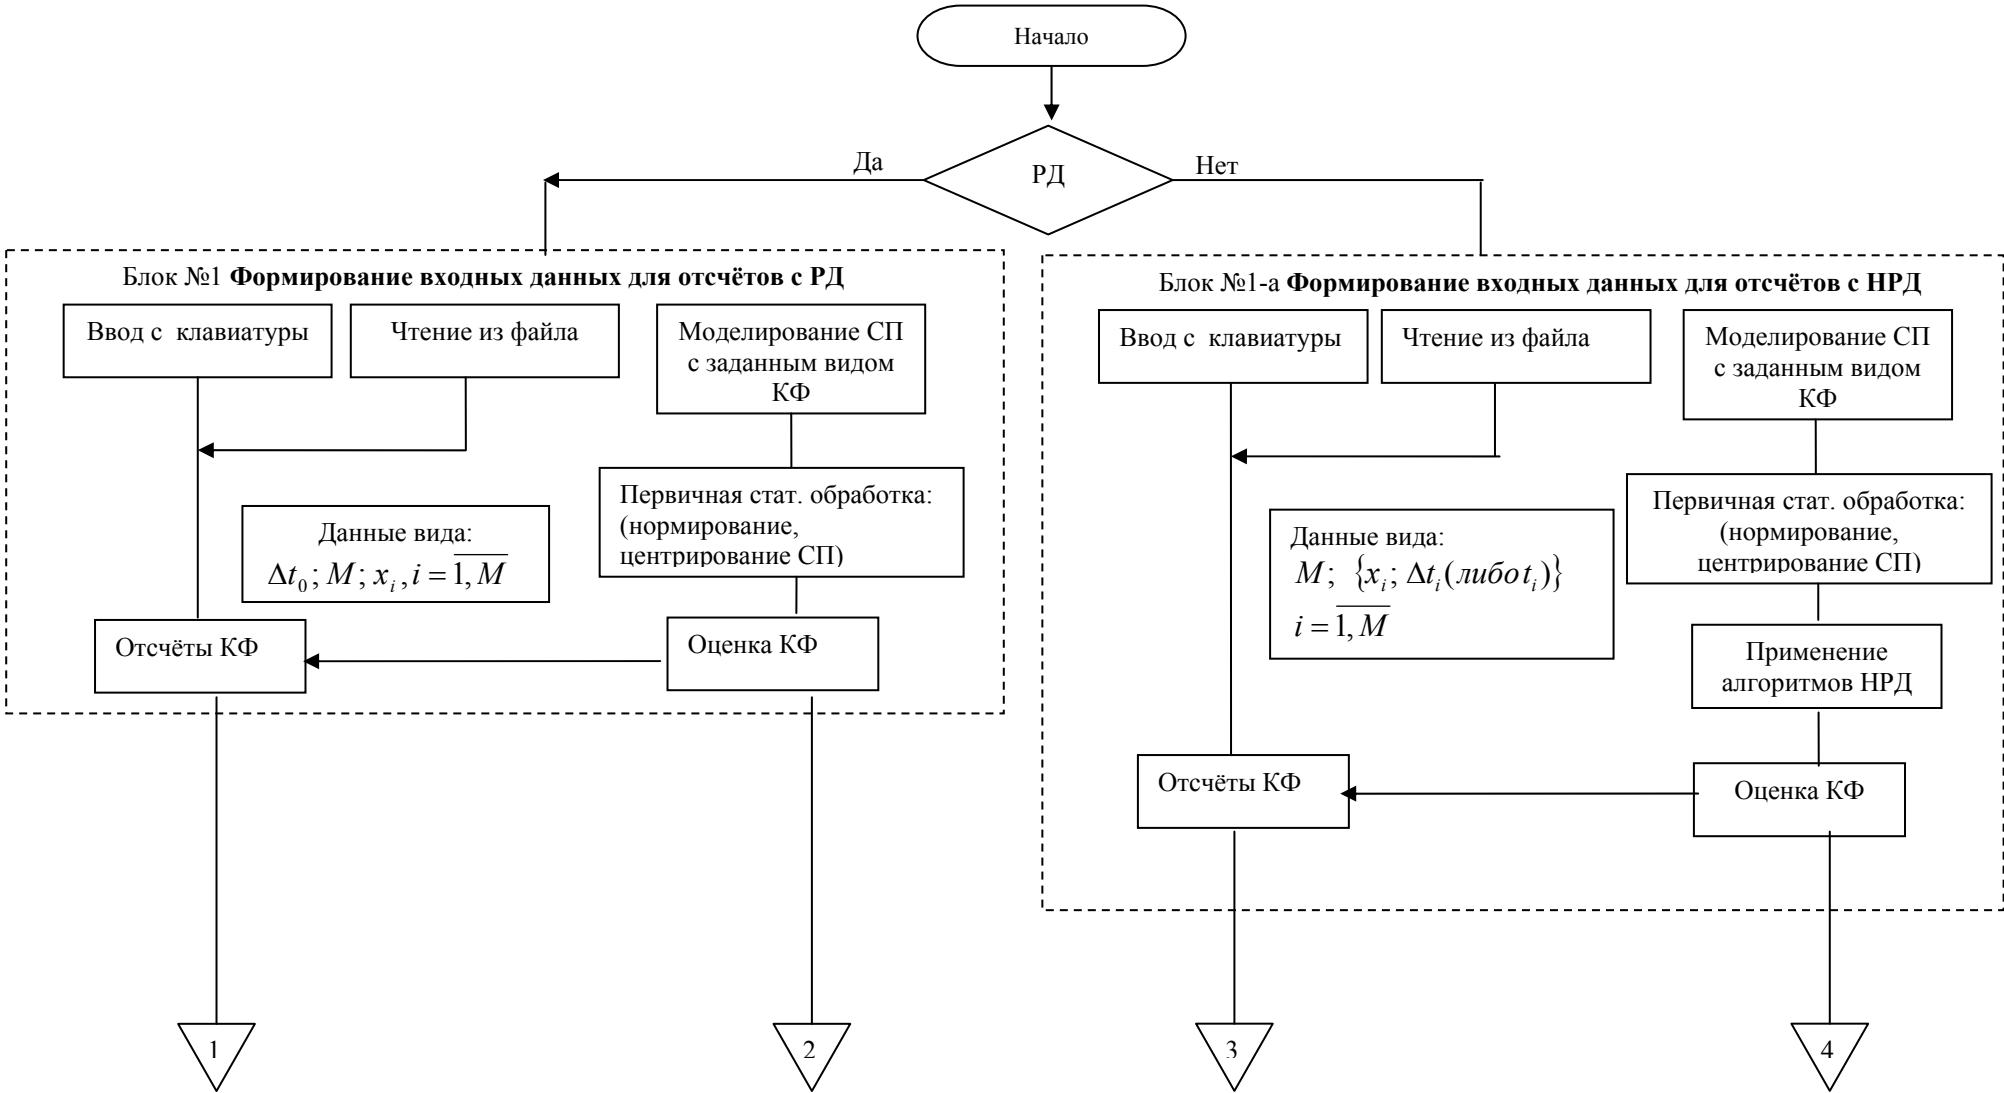 Начало
РД
Да
Нет
Блок №1 Формирование входных данных для отсчётов с РД
Ввод с клавиатуры
Чтение из файла
Моделирование СП
с заданным видом
КФ
Первичная стат. обработка:
(нормирование,
центрирование СП)
Данные вида:
Δt₀; M; xᵢ, i = 1, M
Отсчёты КФ
Оценка КФ
Блок №1-а Формирование входных данных для отсчётов с НРД
Ввод с клавиатуры
Чтение из файла
Моделирование СП
с заданным видом
КФ
Первичная стат. обработка:
(нормирование,
центрирование СП)
Данные вида:
M; {xᵢ; Δtᵢ(либо tᵢ)}
i = 1, M
Применение
алгоритмов НРД
Отсчёты КФ
Оценка КФ
1
2
3
4